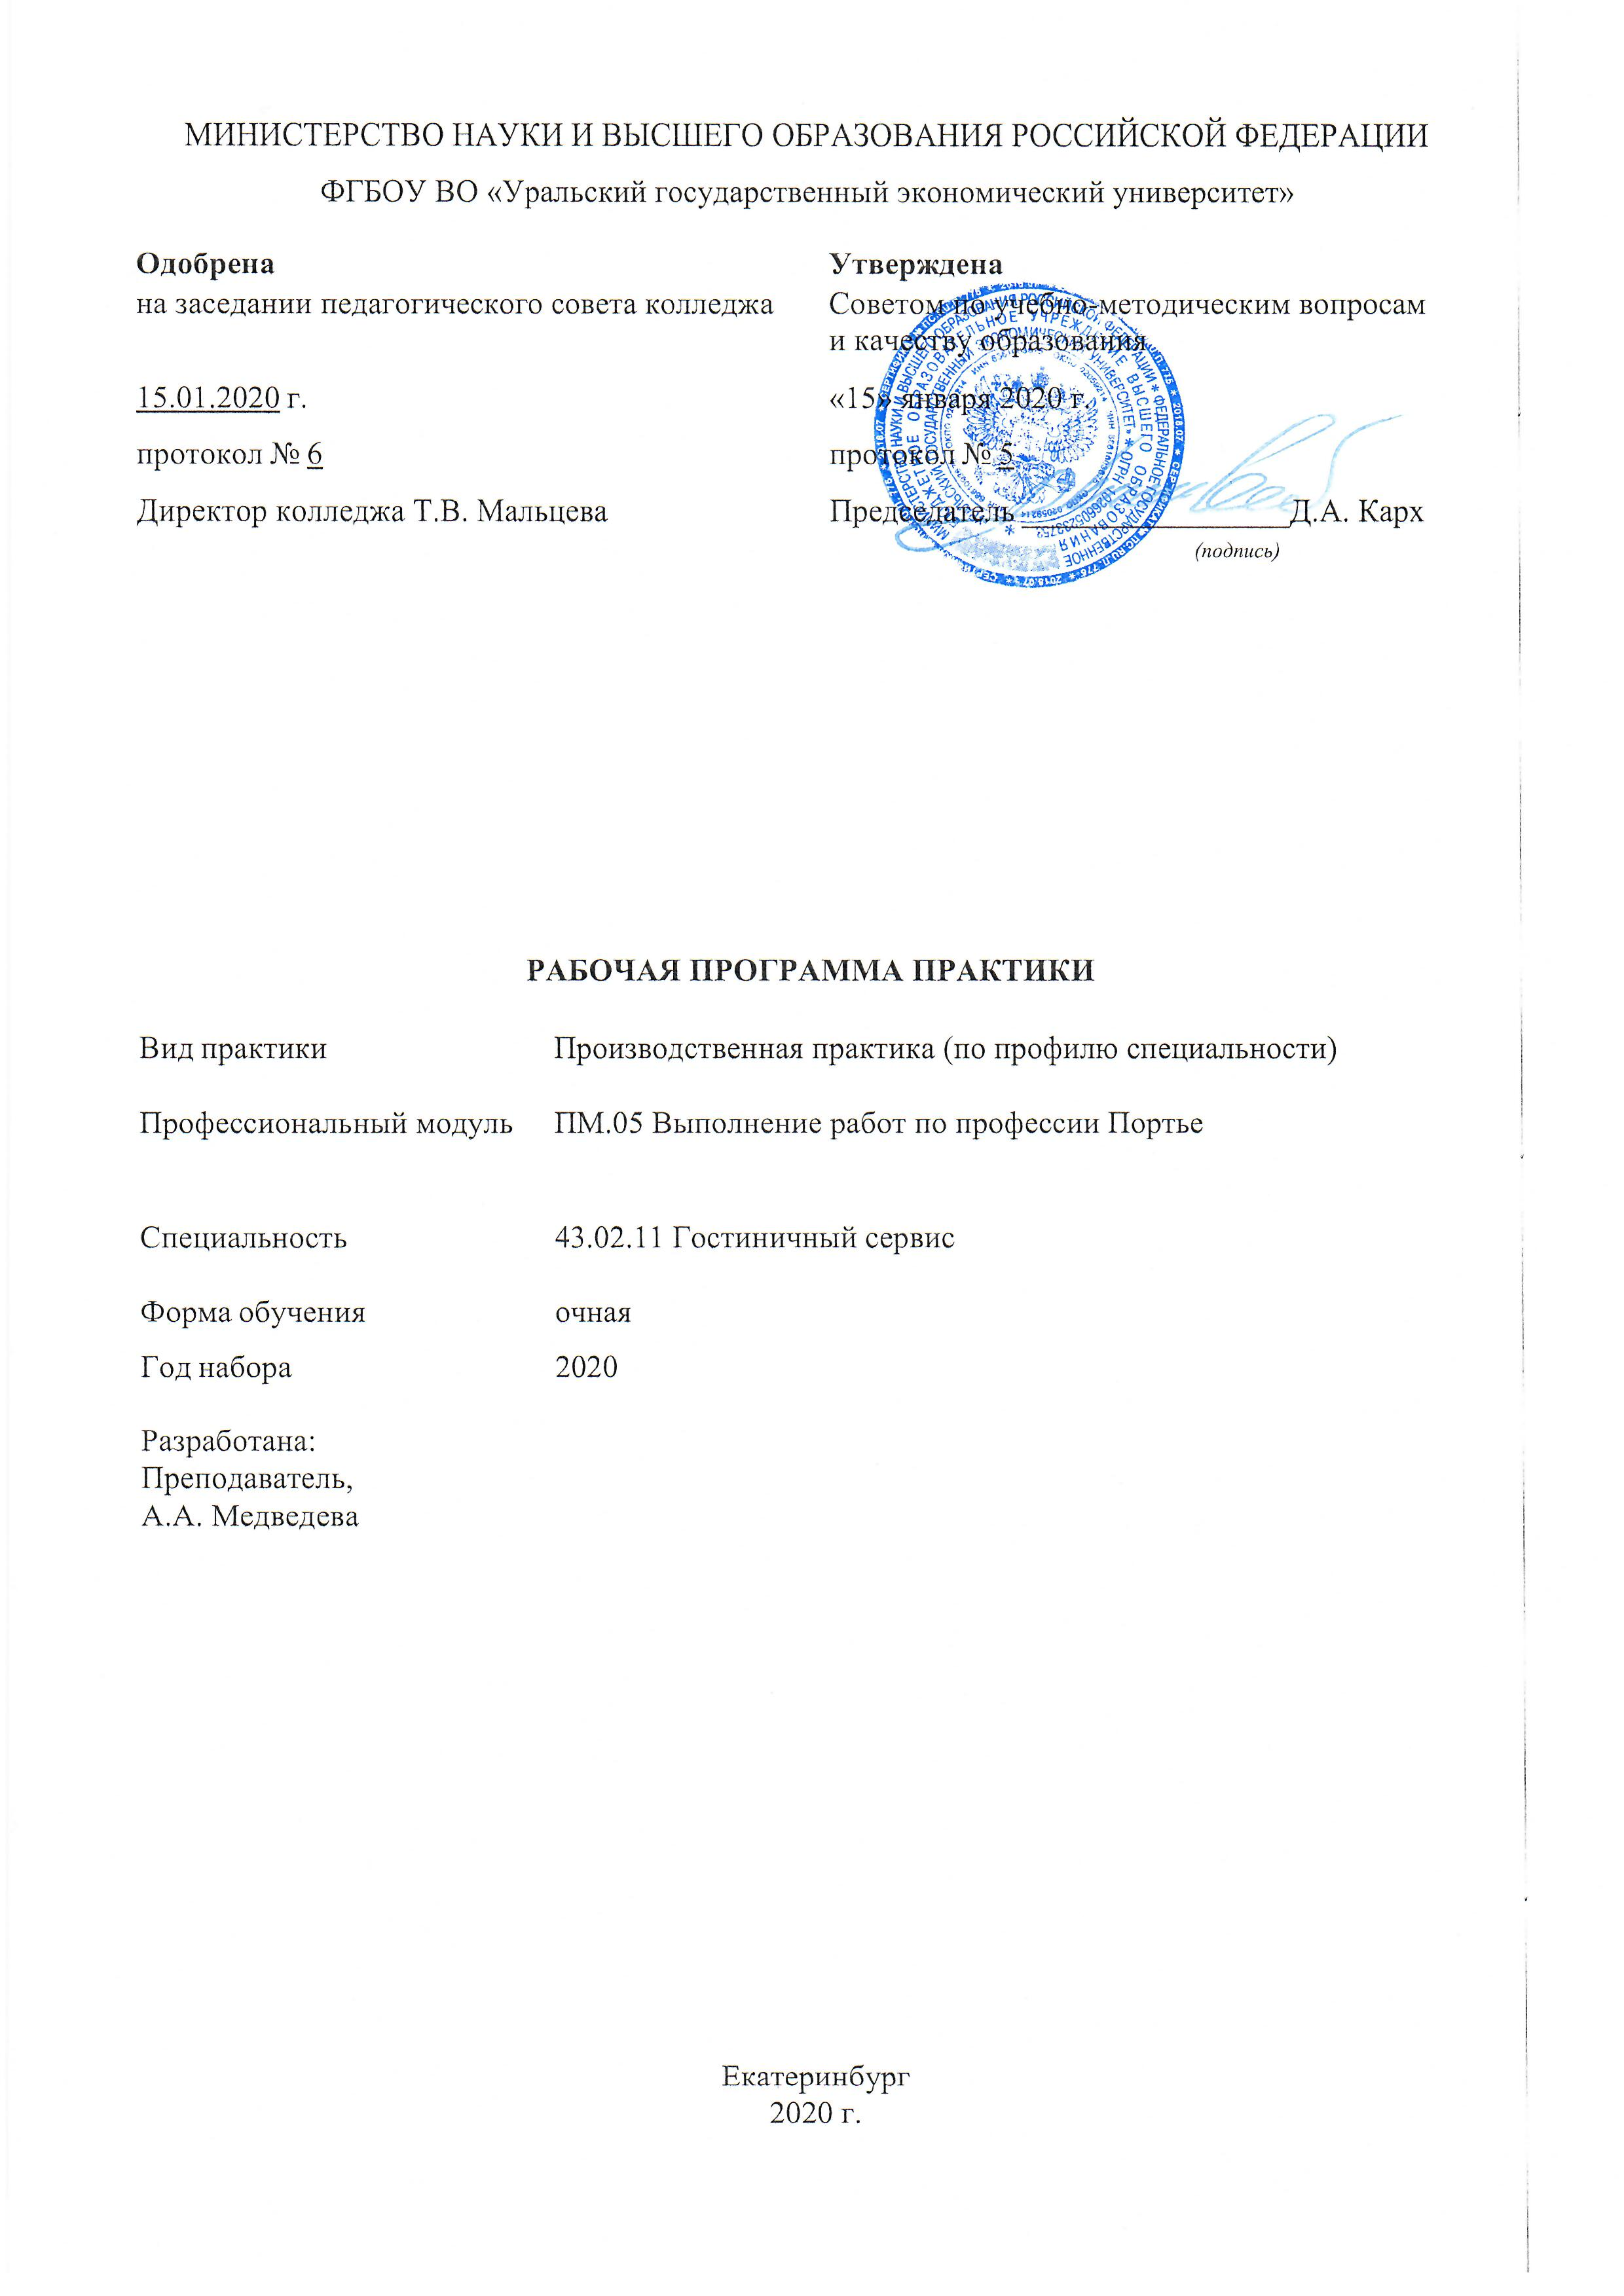 МИНИСТЕРСТВО НАУКИ И ВЫСШЕГО ОБРАЗОВАНИЯ РОССИЙСКОЙ ФЕДЕРАЦИИ
ФГБОУ ВО «Уральский государственный экономический университет»
Одобрена
на заседании педагогического совета колледжа
15.01.2020 г.
протокол № 6
Директор колледжа Т.В. Мальцева
Утверждена
Советом по учебно-методическим вопросам
и качеству образования
«15» января 2020 г.
протокол № 5
Председатель Д.А. Карх
(подпись)
РАБОЧАЯ ПРОГРАММА ПРАКТИКИ
Вид практики Производственная практика (по профилю специальности)
Профессиональный модуль ПМ.05 Выполнение работ по профессии Портье
Специальность 43.02.11 Гостиничный сервис
Форма обучения очная
Год набора 2020
Разработана:
Преподаватель,
А.А. Медведева
Екатеринбург
2020 г.